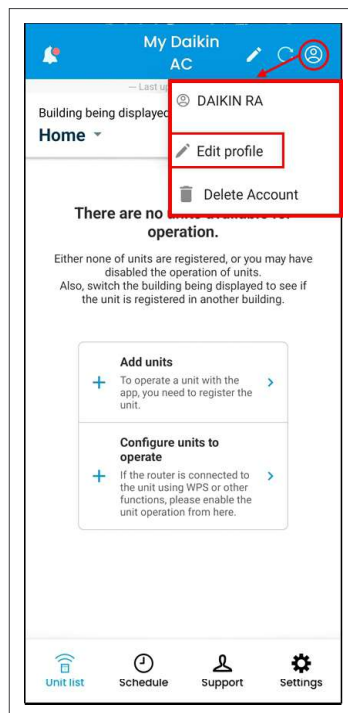 My Daikin
AC
— Last up
DAIKIN RA
Building being displayed
Home
Edit profile
Delete Account
There are no
operation.
Either none of units are registered, or you may have
disabled the operation of units.
Also, switch the building being displayed to see if
the unit is registered in another building.
Add units
To operate a unit with the
app, you need to register the
unit.
Configure units to
operate
If the router is connected to
the unit using WPS or other
functions, please enable the
unit operation from here.
Unit list
Schedule
Support
Settings